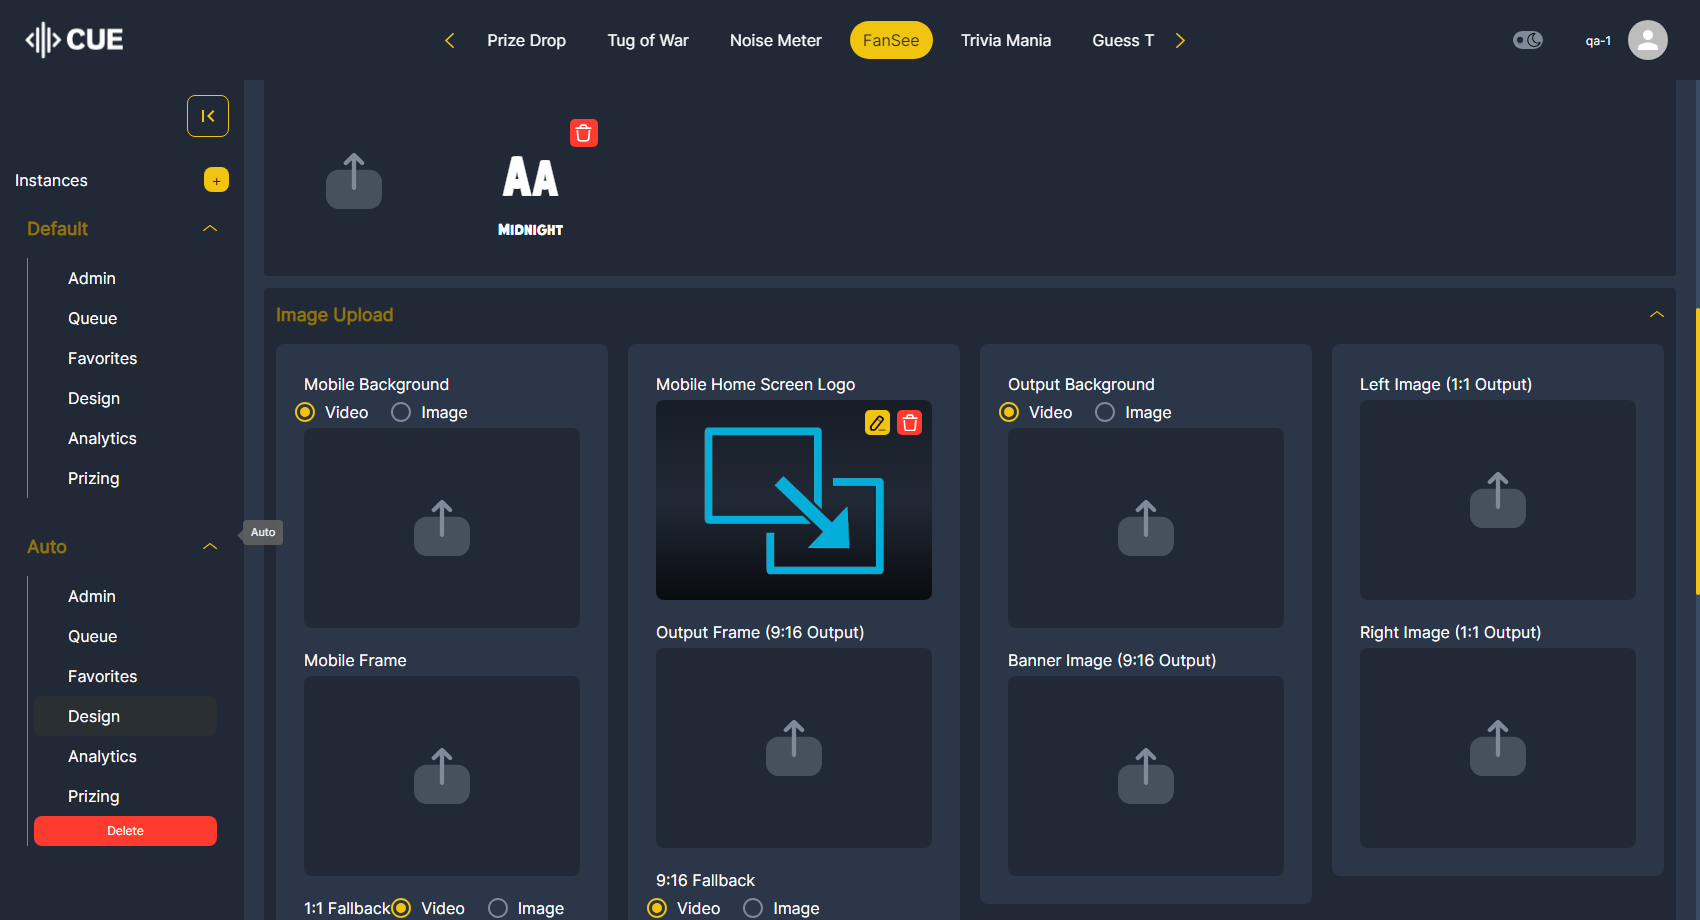 CUE
Prize Drop
Tug of War
Noise Meter
FanSee
Trivia Mania
Guess T
qa-1
Instances
+
Default
Admin
Queue
Favorites
Design
Analytics
Prizing
Auto
Auto
Admin
Queue
Favorites
Design
Analytics
Prizing
Delete
AA
MIDNIGHT
Image Upload
Mobile Background
Video Image
Mobile Frame
1:1 Fallback Video Image
Mobile Home Screen Logo
Output Frame (9:16 Output)
9:16 Fallback
Video Image
Output Background
Video Image
Banner Image (9:16 Output)
Left Image (1:1 Output)
Right Image (1:1 Output)